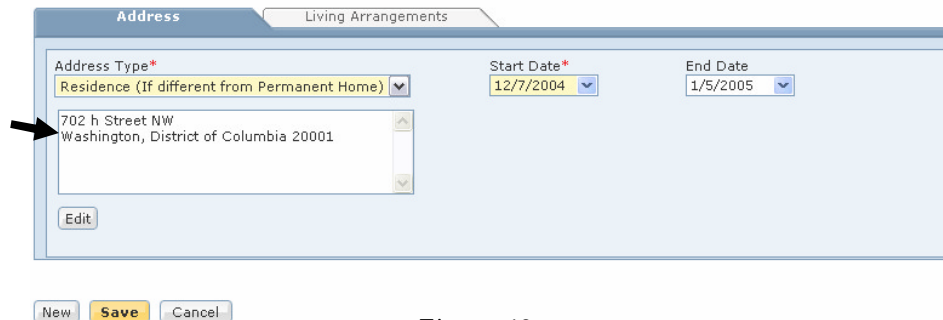 Address Living Arrangements
Address Type* Start Date* End Date
Residence (If different from Permanent Home) 12/7/2004 1/5/2005
702 h Street NW
Washington, District of Columbia 20001
Edit
New Save Cancel